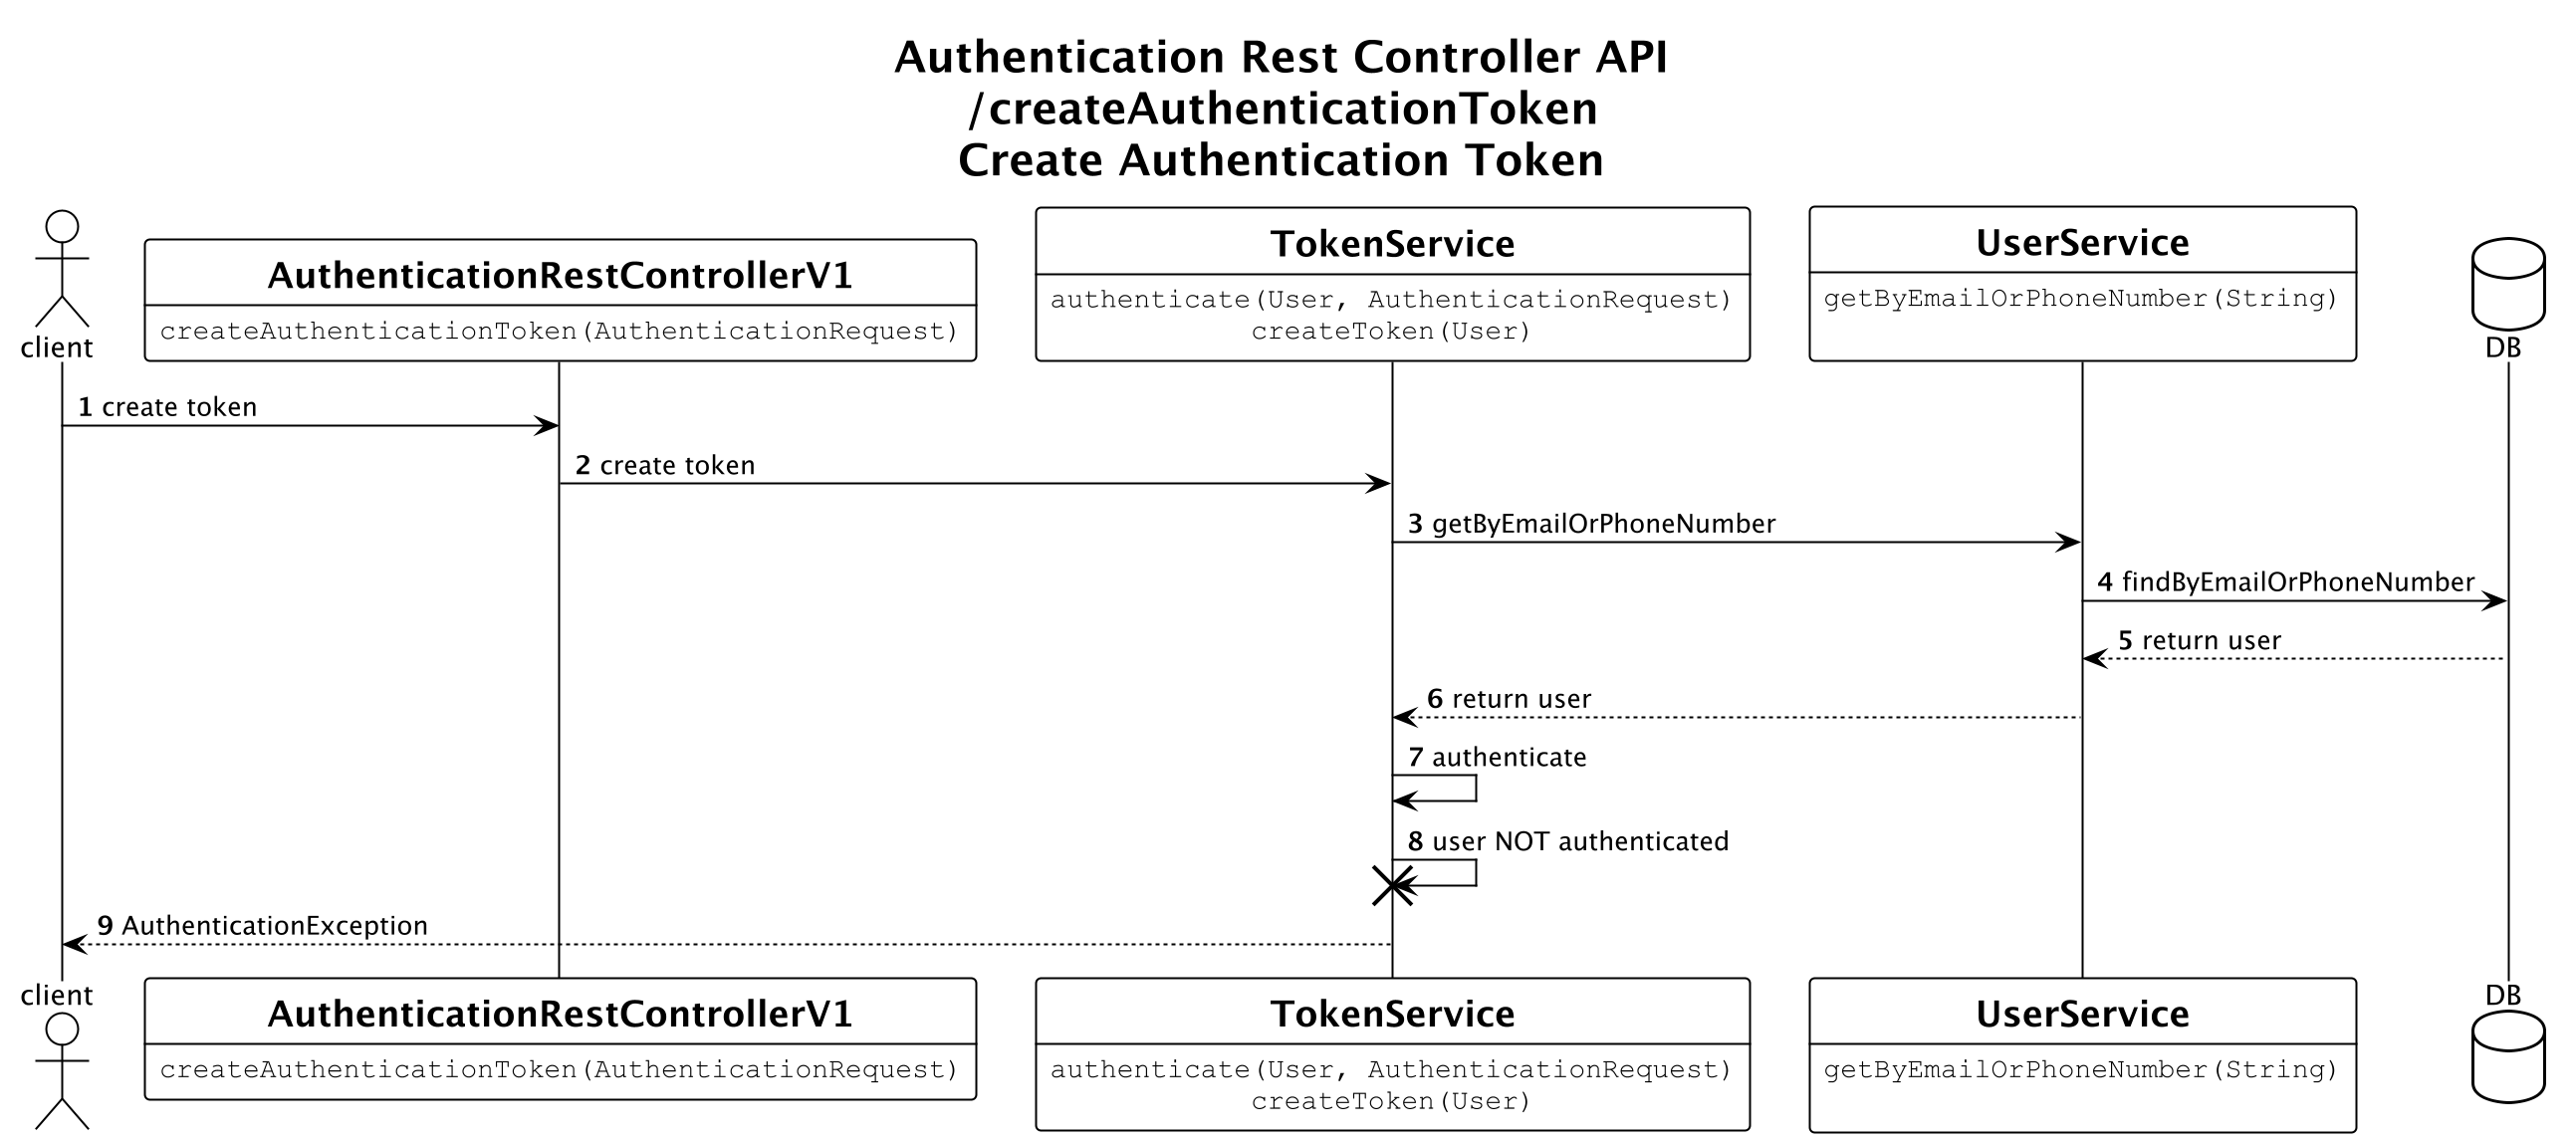 Authentication Rest Controller API
/createAuthenticationToken
Create Authentication Token
client
AuthenticationRestControllerV1
createAuthenticationToken(AuthenticationRequest)
TokenService
authenticate(User, AuthenticationRequest)
createToken(User)
UserService
getByEmailOrPhoneNumber(String)
DB
1 create token
2 create token
3 getByEmailOrPhoneNumber
4 findByEmailOrPhoneNumber
5 return user
6 return user
7 authenticate
8 user NOT authenticated
9 AuthenticationException
client
AuthenticationRestControllerV1
createAuthenticationToken(AuthenticationRequest)
TokenService
authenticate(User, AuthenticationRequest)
createToken(User)
UserService
getByEmailOrPhoneNumber(String)
DB